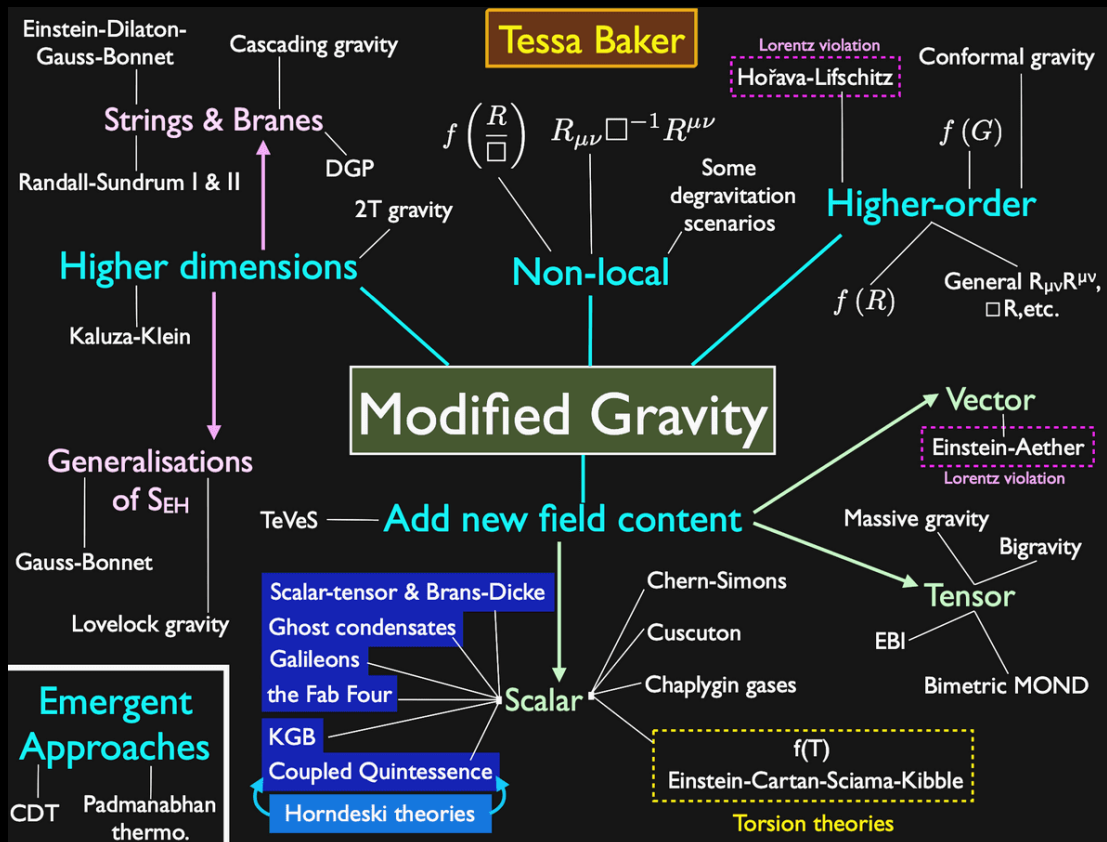 Tessa Baker
Einstein-Dilaton-
Gauss-Bonnet
Cascading gravity
Strings & Branes
Randall-Sundrum I & II
DGP
2T gravity
Higher dimensions
Kaluza-Klein
Generalisations
of S_EH
Gauss-Bonnet
Lovelock gravity
f(R/□)
R_μν □⁻¹ R^μν
Some
degravitation
scenarios
Non-local
Lorentz violation
Hořava-Lifschitz
Conformal gravity
f(G)
Higher-order
f(R)
General R_μν R^μν,
□R,etc.
Modified Gravity
Vector
Einstein-Aether
Lorentz violation
TeVeS
Add new field content
Massive gravity
Bigravity
Tensor
EBI
Bimetric MOND
Scalar-tensor & Brans-Dicke
Ghost condensates
Galileons
the Fab Four
KGB
Coupled Quintessence
Horndeski theories
Scalar
Chern-Simons
Cuscuton
Chaplygin gases
f(T)
Einstein-Cartan-Sciama-Kibble
Torsion theories
Emergent
Approaches
CDT
Padmanabhan
thermo.